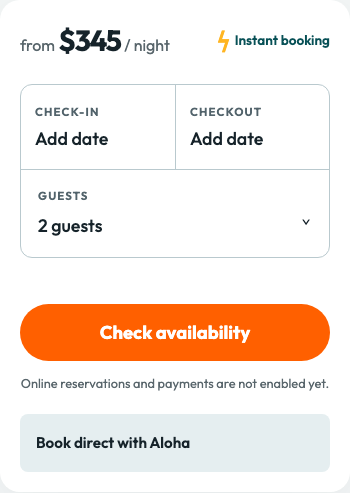 from $345 / night
Instant booking
CHECK-IN
Add date
CHECKOUT
Add date
GUESTS
2 guests
Check availability
Online reservations and payments are not enabled yet.
Book direct with Aloha